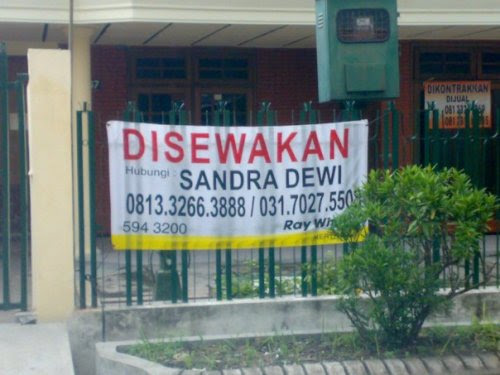 DISEWAKAN
Hubungi :
SANDRA DEWI
0813.3266.3888 / 031.7027.550
594 3200
Ray Wh
DIKONTRAKKAN
DIJUAL